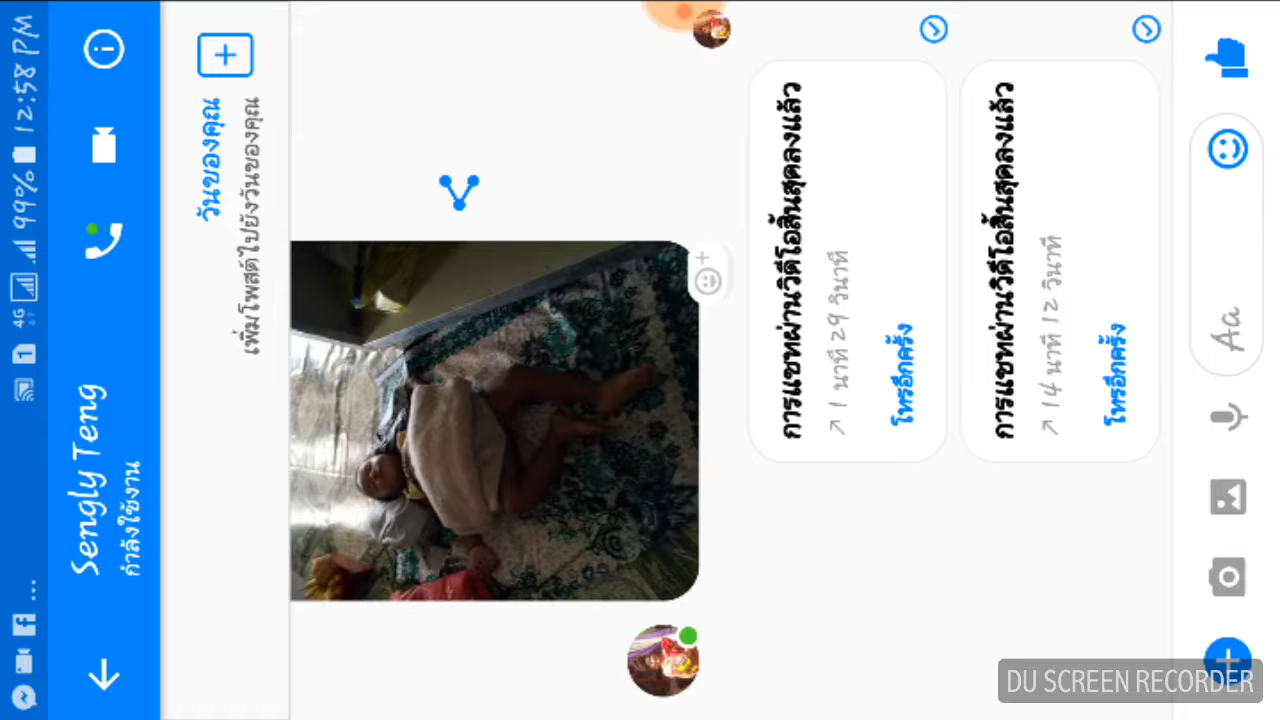 4G 99% 12:58 PM
Sengly Teng
กำลังใช้งาน
วันของคุณ
เพิ่มโพสต์ไปยังวันของคุณ
การแชทผ่านวิดีโอสิ้นสุดลงแล้ว
↗ 1 นาที 29 วินาที
โทรอีกครั้ง
การแชทผ่านวิดีโอสิ้นสุดลงแล้ว
↗ 14 นาที 12 วินาที
โทรอีกครั้ง
Aa
DU SCREEN RECORDER